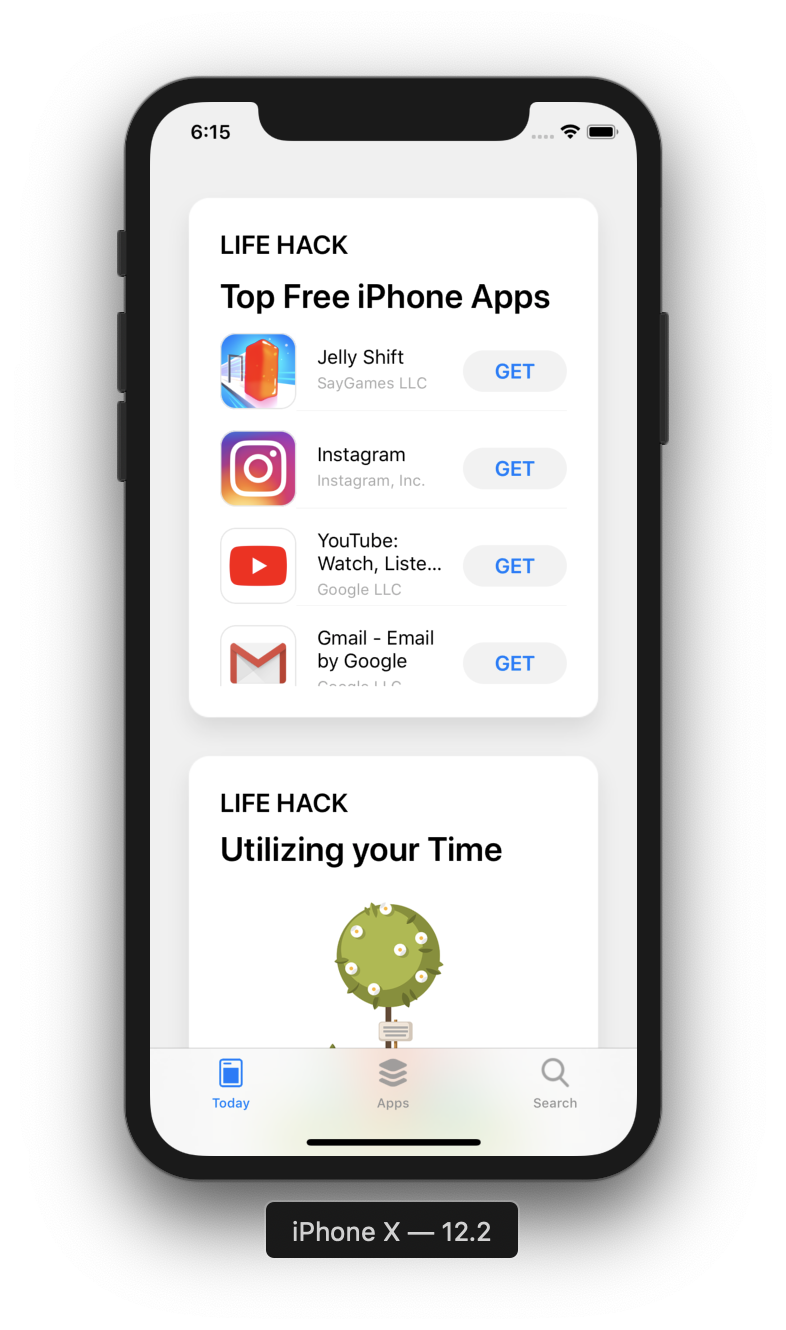 6:15
LIFE HACK
Top Free iPhone Apps
Jelly Shift
SayGames LLC
GET
Instagram
Instagram, Inc.
GET
YouTube:
Watch, Liste...
Google LLC
GET
Gmail - Email
by Google
Google LLC
GET
LIFE HACK
Utilizing your Time
Today
Apps
Search
iPhone X — 12.2